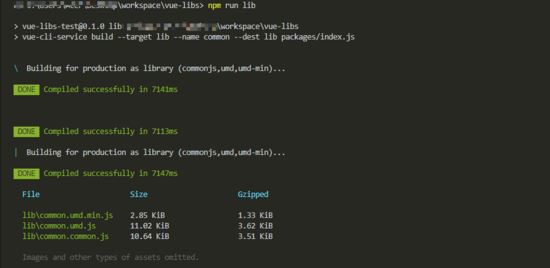 workspace\vue-libs> npm run lib
> vue-libs-test@0.1.0 lib
\workspace\vue-libs
> vue-cli-service build --target lib --name common --dest lib packages/index.js
\ Building for production as library (commonjs,umd,umd-min)...
DONE Compiled successfully in 7141ms
DONE Compiled successfully in 7113ms
| Building for production as library (commonjs,umd,umd-min)...
DONE Compiled successfully in 7147ms
File Size Gzipped
lib\common.umd.min.js 2.85 KiB 1.33 KiB
lib\common.umd.js 11.02 KiB 3.62 KiB
lib\common.common.js 10.64 KiB 3.51 KiB
Images and other types of assets omitted.